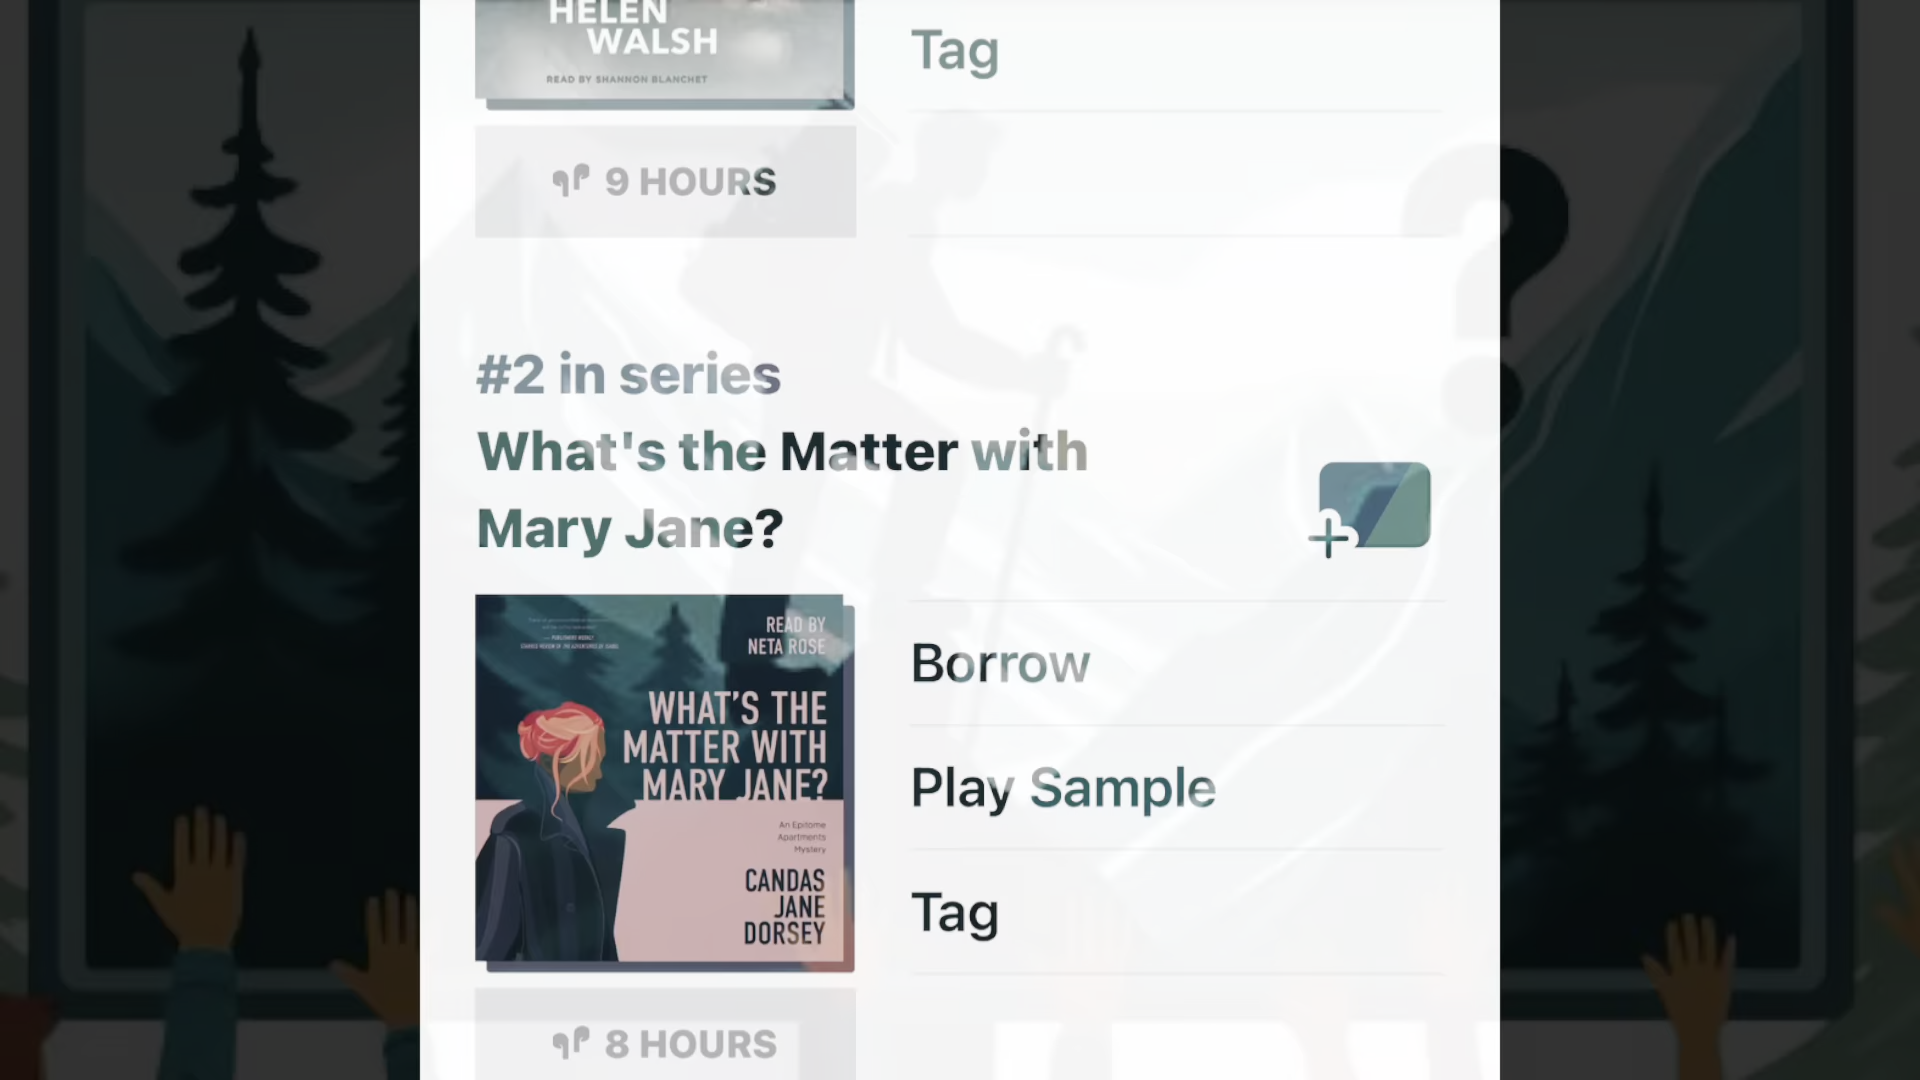 HELEN
WALSH
READ BY SHANNON BLANCHET
Tag
9 HOURS
#2 in series
What's the Matter with
Mary Jane?
READ BY
NETA ROSE
WHAT'S THE
MATTER WITH
MARY JANE?
An Epitome
Apartments
Mystery
CANDAS
JANE
DORSEY
Borrow
Play Sample
Tag
8 HOURS
?